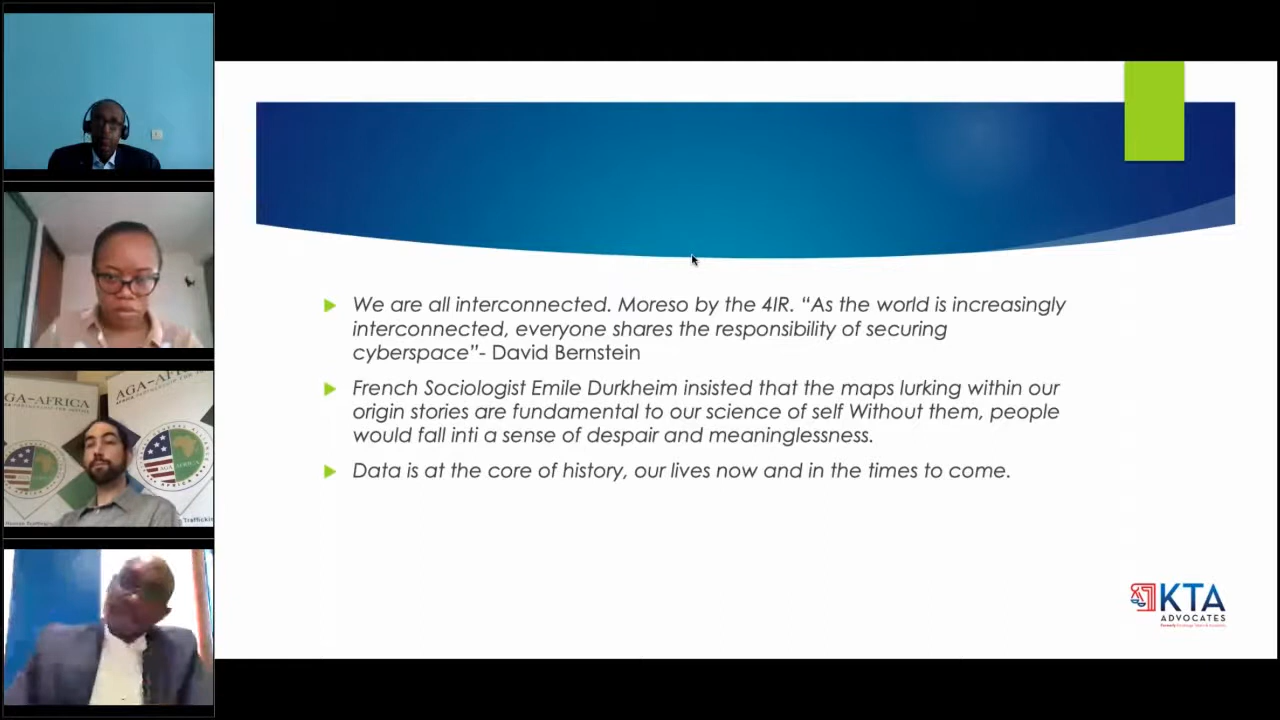 We are all interconnected. Moreso by the 4IR. “As the world is increasingly
interconnected, everyone shares the responsibility of securing
cyberspace”- David Bernstein
French Sociologist Emile Durkheim insisted that the maps lurking within our
origin stories are fundamental to our science of self Without them, people
would fall inti a sense of despair and meaninglessness.
Data is at the core of history, our lives now and in the times to come.
KTA
ADVOCATES
AGA-AFRICA
AGA-AFRICA